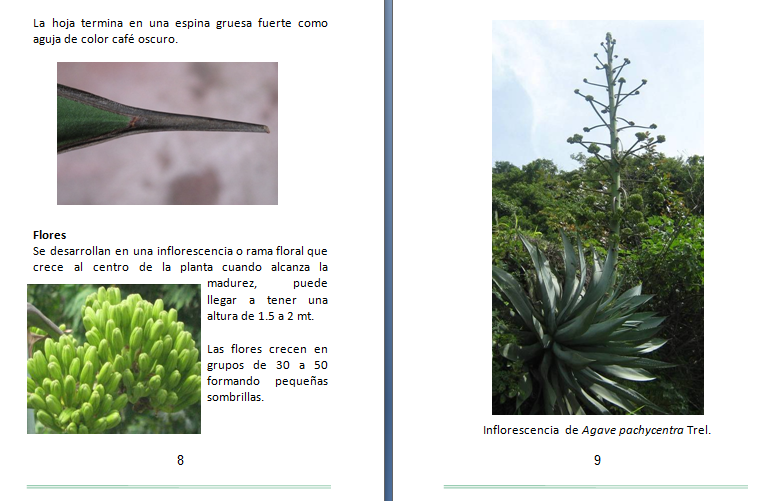 La hoja termina en una espina gruesa fuerte como
aguja de color café oscuro.
Flores
Se desarrollan en una inflorescencia o rama floral que
crece al centro de la planta cuando alcanza la
madurez, puede
llegar a tener una
altura de 1.5 a 2 mt.
Las flores crecen en
grupos de 30 a 50
formando pequeñas
sombrillas.
8
Inflorescencia de Agave pachycentra Trel.
9